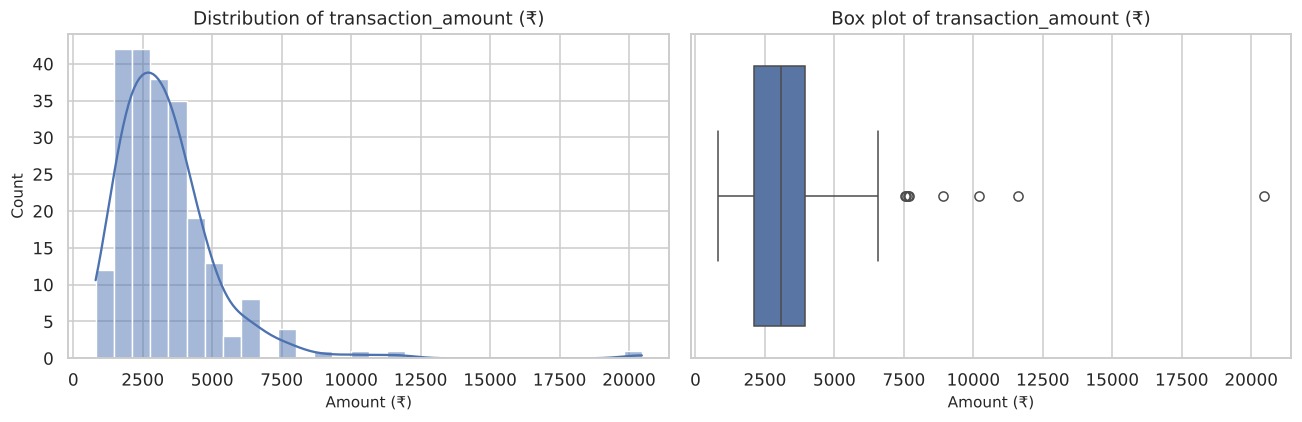 Distribution of transaction_amount (₹)
Count
40
35
30
25
20
15
10
5
0
0 2500 5000 7500 10000 12500 15000 17500 20000
Amount (₹)
Box plot of transaction_amount (₹)
0 2500 5000 7500 10000 12500 15000 17500 20000
Amount (₹)